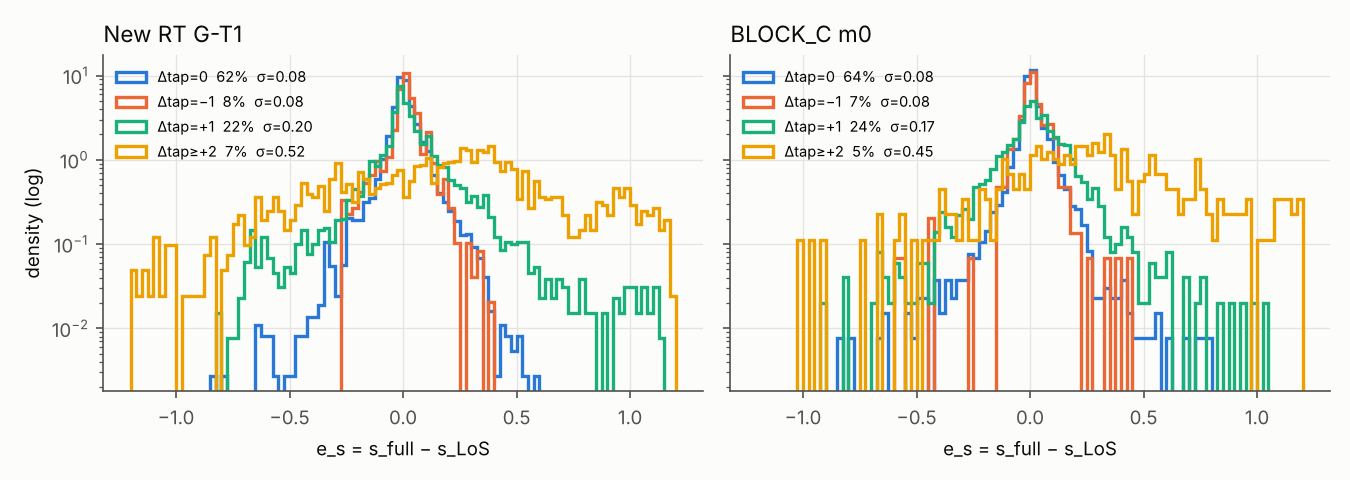 New RT G-T1
Δtap=0 62% σ=0.08
Δtap=−1 8% σ=0.08
Δtap=+1 22% σ=0.20
Δtap≥+2 7% σ=0.52
10¹
10⁰
10⁻¹
10⁻²
density (log)
−1.0 −0.5 0.0 0.5 1.0
e_s = s_full − s_LoS
BLOCK_C m0
Δtap=0 64% σ=0.08
Δtap=−1 7% σ=0.08
Δtap=+1 24% σ=0.17
Δtap≥+2 5% σ=0.45
−1.0 −0.5 0.0 0.5 1.0
e_s = s_full − s_LoS